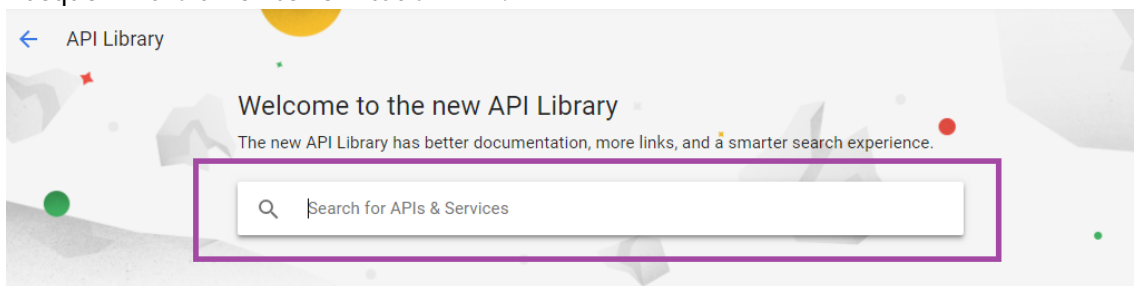 API Library
Welcome to the new API Library
The new API Library has better documentation, more links, and a smarter search experience.
Search for APIs & Services